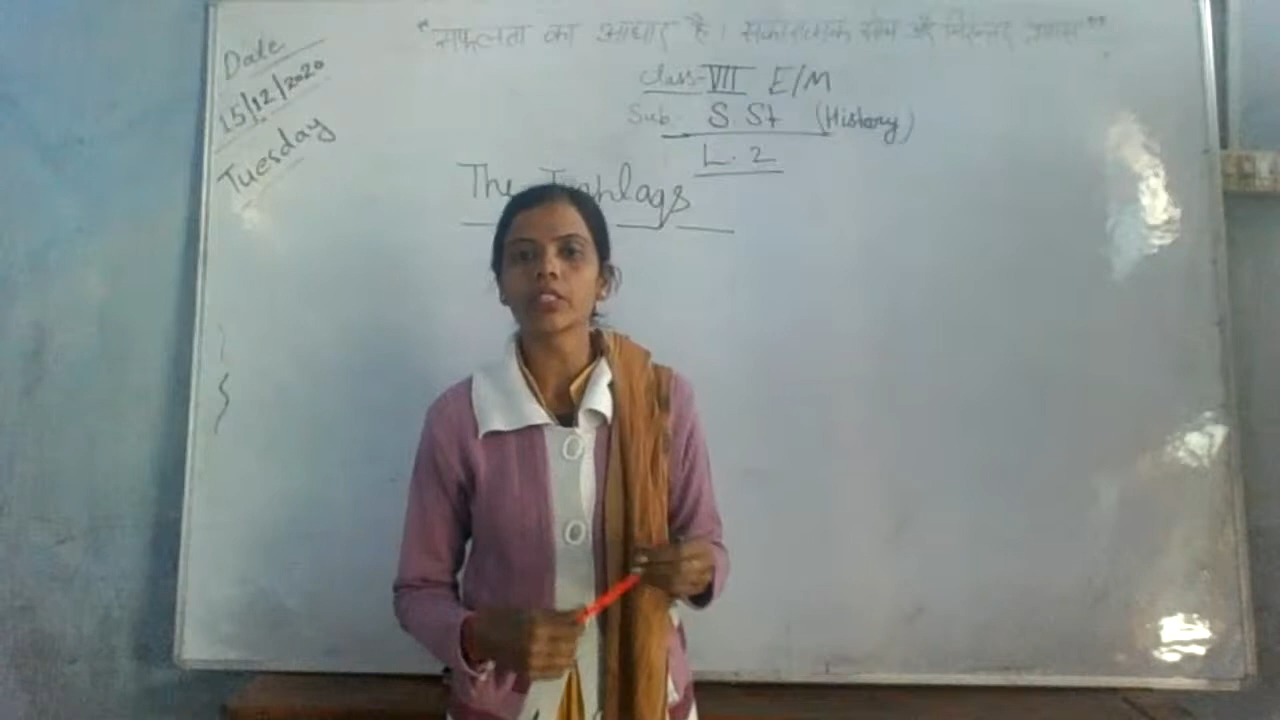 "सफलता का आधार है। सकारात्मक सोच और निरन्तर प्रयास"
Date
15/12/2020
Tuesday
Class-VII E/M
Sub. S.St (History)
L.2
The